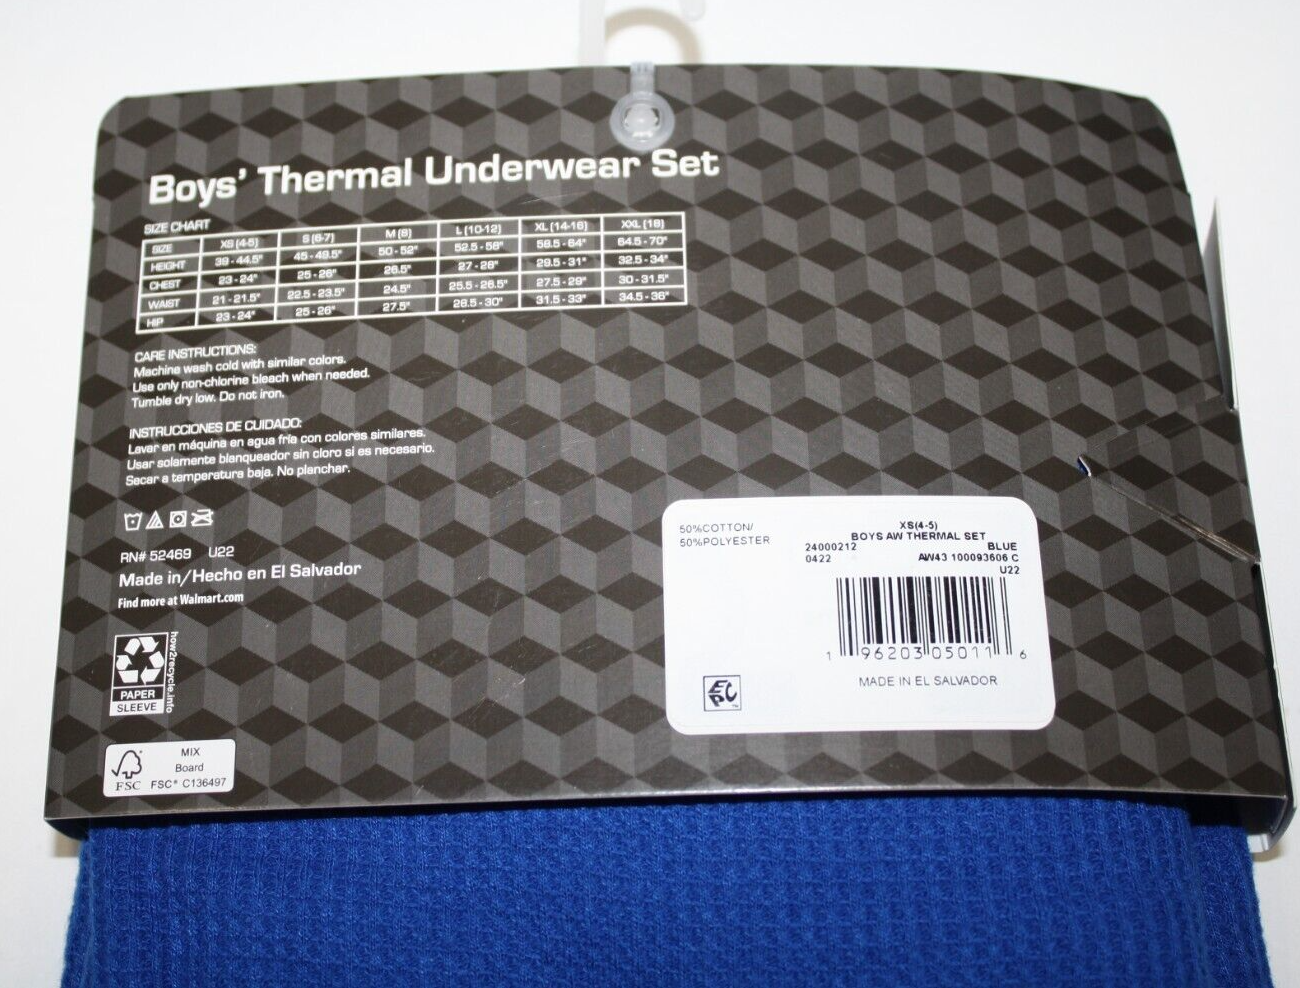 Boys' Thermal Underwear Set
SIZE CHART
SIZE XS (4-5) S (6-7) M (8) L (10-12) XL (14-16) XXL (18)
HEIGHT 39 - 44.5" 45 - 49.5" 50 - 52" 52.5 - 58" 58.5 - 64" 64.5 - 70"
CHEST 23 - 24" 25 - 26" 26.5" 27 - 28" 29.5 - 31" 32.5 - 34"
WAIST 21 - 21.5" 22.5 - 23.5" 24.5" 25.5 - 26.5" 27.5 - 29" 30 - 31.5"
HIP 23 - 24" 25 - 26" 27.5" 28.5 - 30" 31.5 - 33" 34.5 - 36"
CARE INSTRUCTIONS:
Machine wash cold with similar colors.
Use only non-chlorine bleach when needed.
Tumble dry low. Do not iron.
INSTRUCCIONES DE CUIDADO:
Lavar en máquina en agua fría con colores similares.
Usar solamente blanqueador sin cloro si es necesario.
Secar a temperatura baja. No planchar.
RN# 52469 U22
Made in/Hecho en El Salvador
Find more at Walmart.com
how2recycle.info
PAPER
SLEEVE
MIX
Board
FSC FSC® C136497
50%COTTON/
50%POLYESTER
XS(4-5)
BOYS AW THERMAL SET
24000212 BLUE
0422 AW43 100093606 C
U22
1 96203 05011 6
MADE IN EL SALVADOR
EPC™